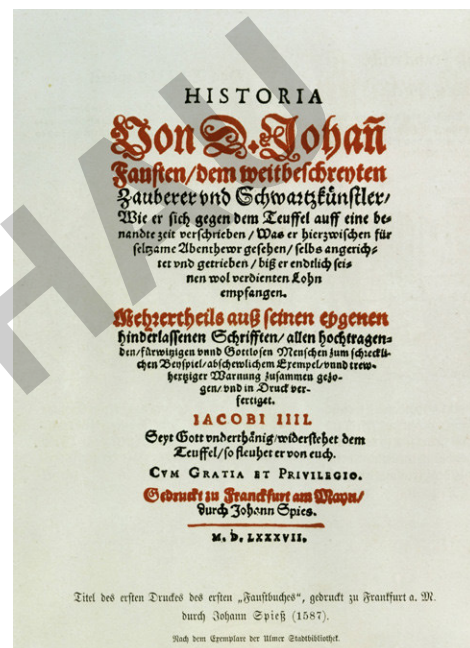 HISTORIA
Von D. Johañ
Fausten/dem weitbeschreyten
Zauberer vnd Schwartzkünstler/
Wie er sich gegen dem Teuffel auff eine be-
nandte zeit verschrieben/Was er hierzwischen für
seltzame Abenthewr gesehen/selbs angerich-
tet vnd getrieben/biß er endtlich sei-
nen wol verdienten Lohn
empfangen.
Mehrertheils auß seinen eygenen
hinderlassenen Schrifften/allen hochtragen-
den/fürwitzigen vnnd Gottlosen Menschen zum schreckli-
chen Beyspiel/abschewlichem Exempel/vnnd trew-
hertziger Warnung zusammen gezo-
gen/vnd in Druck ver-
fertiget.
IACOBI IIII.
Seyt Gott vnderthänig/widerstehet dem
Teuffel/so fleuhet er von euch.
CVM GRATIA ET PRIVILEGIO.
Gedruckt zu Franckfurt am Mayn/
durch Johann Spies.
M. D. LXXXVII.
Titel des ersten Druckes des ersten „Faustbuches“, gedruckt zu Frankfurt a. M.
durch Johann Spieß (1587).
Nach dem Exemplare der Ulmer Stadtbibliothek.
HAU